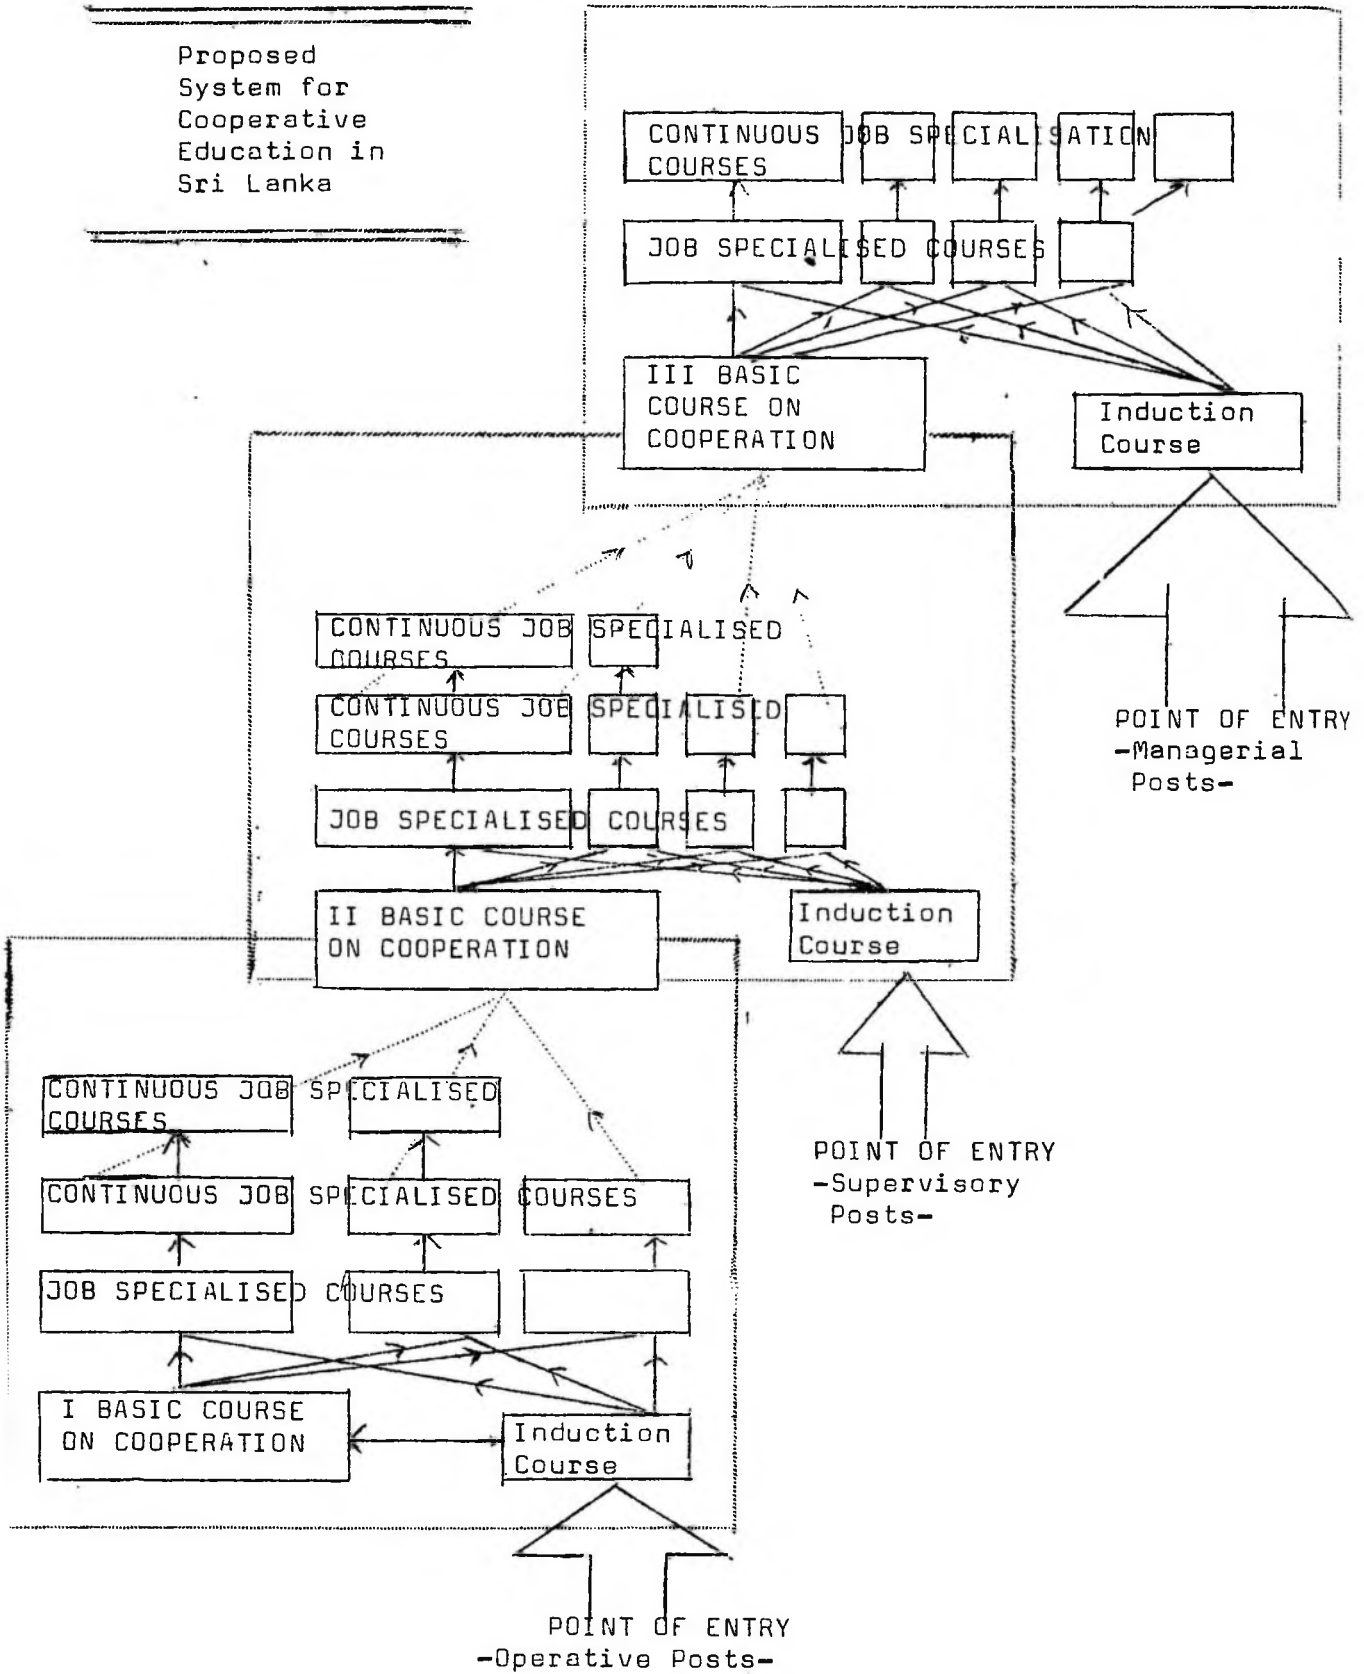 Proposed
System for
Cooperative
Education in
Sri Lanka
CONTINUOUS JOB SPECIALISATION
COURSES
JOB SPECIALISED COURSES
III BASIC
COURSE ON
COOPERATION
Induction
Course
POINT OF ENTRY
-Managerial
Posts-
CONTINUOUS JOB SPECIALISED
COURSES
CONTINUOUS JOB SPECIALISED
COURSES
JOB SPECIALISED COURSES
II BASIC COURSE
ON COOPERATION
Induction
Course
POINT OF ENTRY
-Supervisory
Posts-
CONTINUOUS JOB SPECIALISED
COURSES
CONTINUOUS JOB SPECIALISED COURSES
JOB SPECIALISED COURSES
I BASIC COURSE
ON COOPERATION
Induction
Course
POINT OF ENTRY
-Operative Posts-